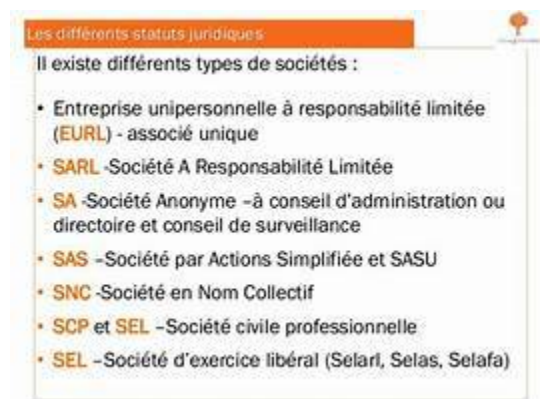 Les différents statuts juridiques
Il existe différents types de sociétés :
• Entreprise unipersonnelle à responsabilité limitée
(EURL) - associé unique
• SARL -Société A Responsabilité Limitée
• SA -Société Anonyme –à conseil d'administration ou
directoire et conseil de surveillance
• SAS –Société par Actions Simplifiée et SASU
• SNC -Société en Nom Collectif
• SCP et SEL –Société civile professionnelle
• SEL –Société d'exercice libéral (Selarl, Selas, Selafa)